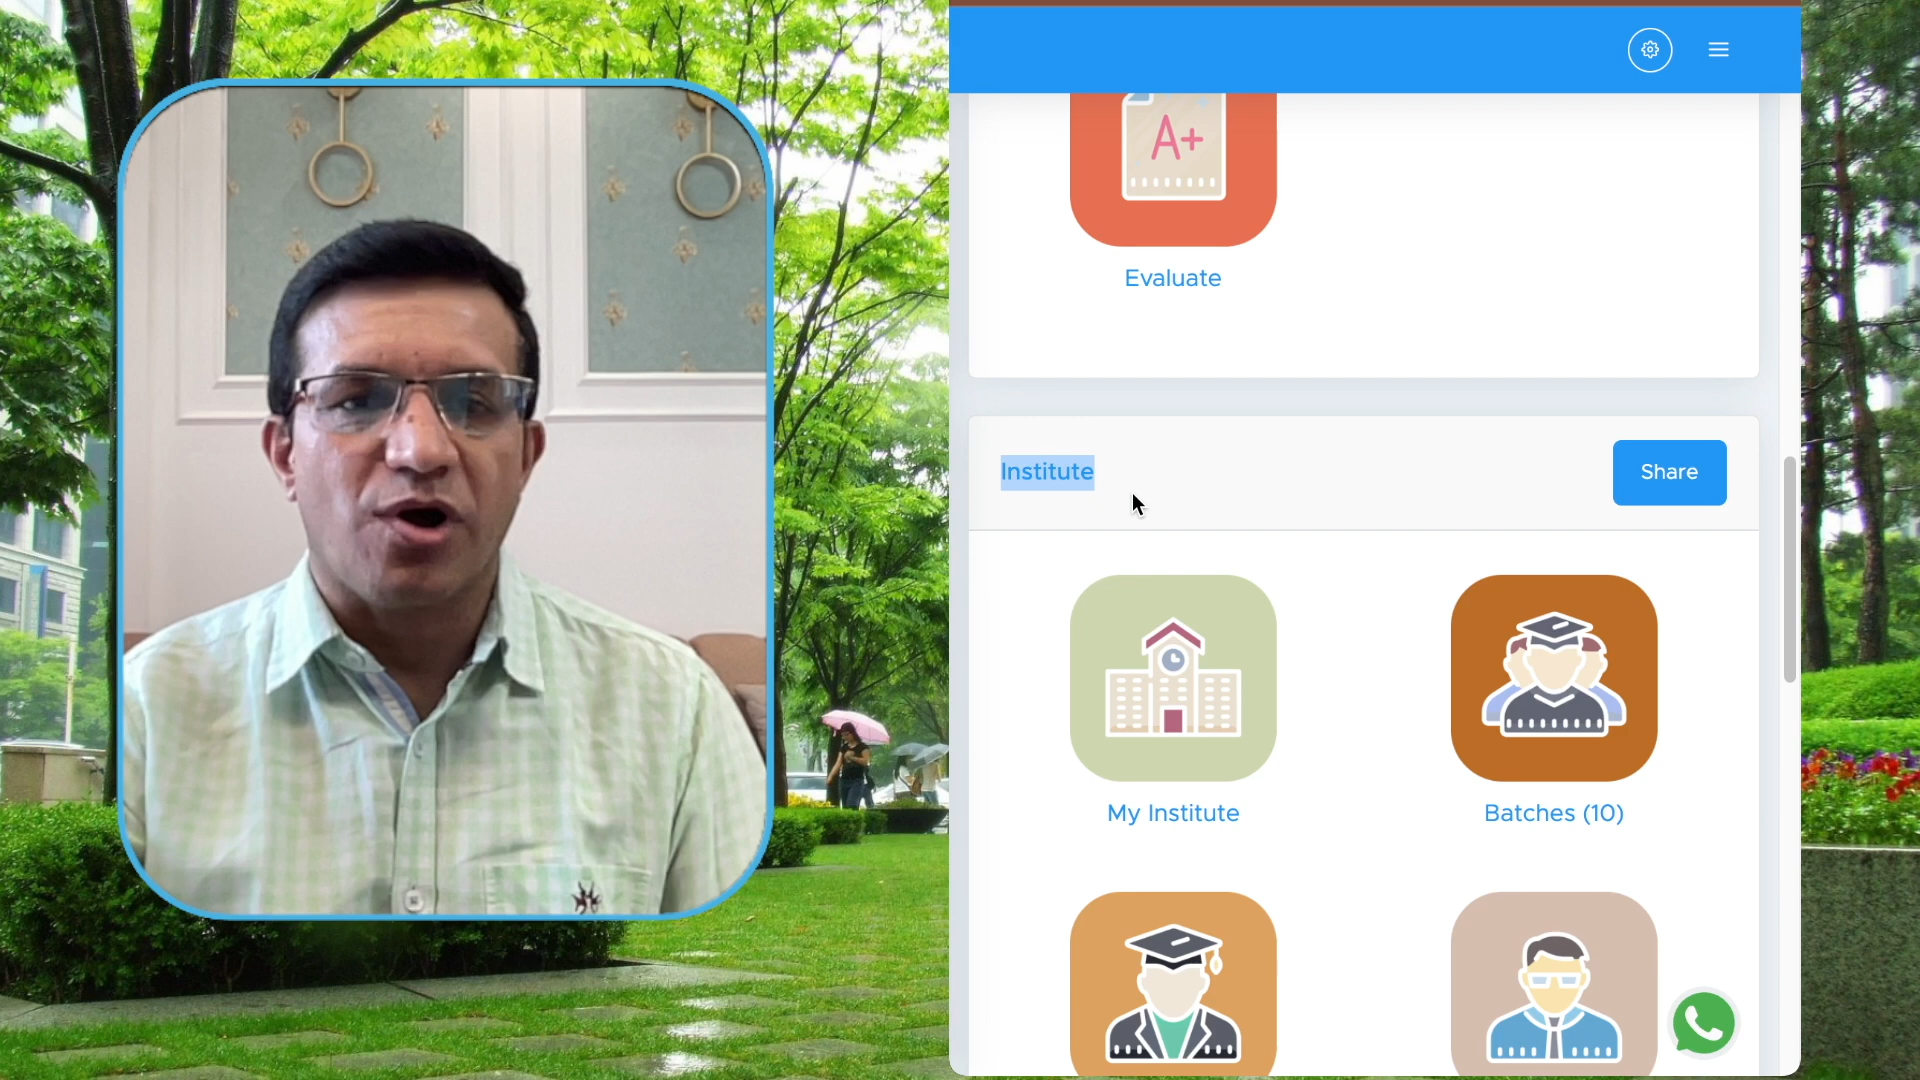 A+
Evaluate
Institute
Share
My Institute
Batches (10)